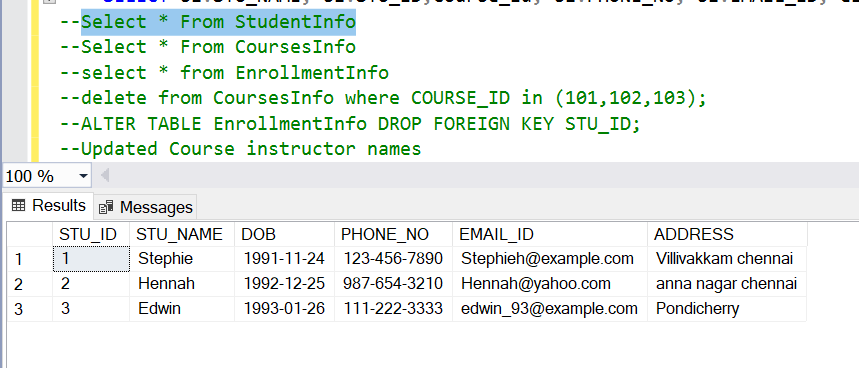 --Select * From StudentInfo
--Select * From CoursesInfo
--select * from EnrollmentInfo
--delete from CoursesInfo where COURSE_ID in (101,102,103);
--ALTER TABLE EnrollmentInfo DROP FOREIGN KEY STU_ID;
--Updated Course instructor names
100 %
Results Messages
STU_ID STU_NAME DOB PHONE_NO EMAIL_ID ADDRESS
1 1 Stephie 1991-11-24 123-456-7890 Stephieh@example.com Villivakkam chennai
2 2 Hennah 1992-12-25 987-654-3210 Hennah@yahoo.com anna nagar chennai
3 3 Edwin 1993-01-26 111-222-3333 edwin_93@example.com Pondicherry